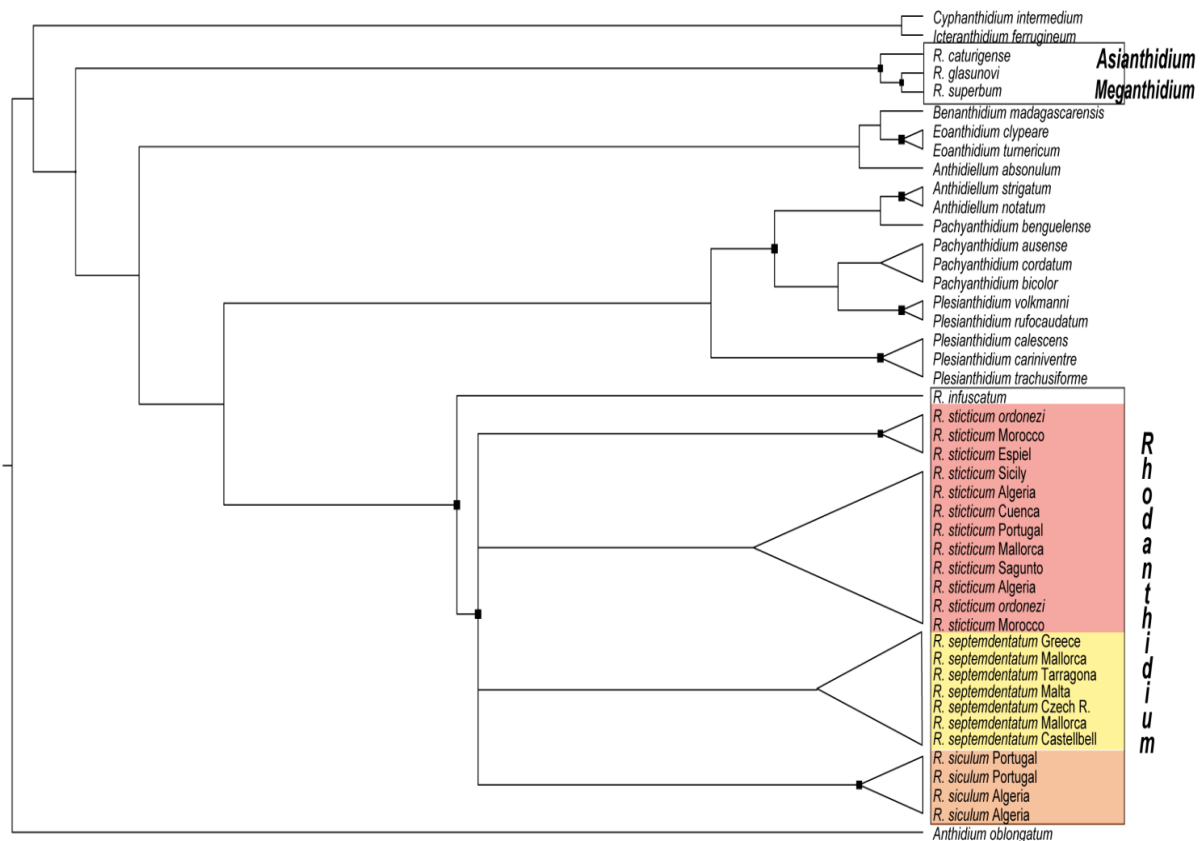 Cyphanthidium intermedium
Icteranthidium ferrugineum
R. caturigense
Asianthidium
R. glasunovi
R. superbum
Meganthidium
Benanthidium madagascarensis
Eoanthidium clypeare
Eoanthidium turnericum
Anthidiellum absonulum
Anthidiellum strigatum
Anthidiellum notatum
Pachyanthidium benguelense
Pachyanthidium ausense
Pachyanthidium cordatum
Pachyanthidium bicolor
Plesianthidium volkmanni
Plesianthidium rufocaudatum
Plesianthidium calescens
Plesianthidium cariniventre
Plesianthidium trachusiforme
R. infuscatum
R. sticticum ordonezi
R. sticticum Morocco
R. sticticum Espiel
R. sticticum Sicily
R. sticticum Algeria
R. sticticum Cuenca
R. sticticum Portugal
R. sticticum Mallorca
R. sticticum Sagunto
R. sticticum Algeria
R. sticticum ordonezi
R. sticticum Morocco
R. septemdentatum Greece
R. septemdentatum Mallorca
R. septemdentatum Tarragona
R. septemdentatum Malta
R. septemdentatum Czech R.
R. septemdentatum Mallorca
R. septemdentatum Castellbell
R. siculum Portugal
R. siculum Portugal
R. siculum Algeria
R. siculum Algeria
Anthidium oblongatum
Rhodanthidium